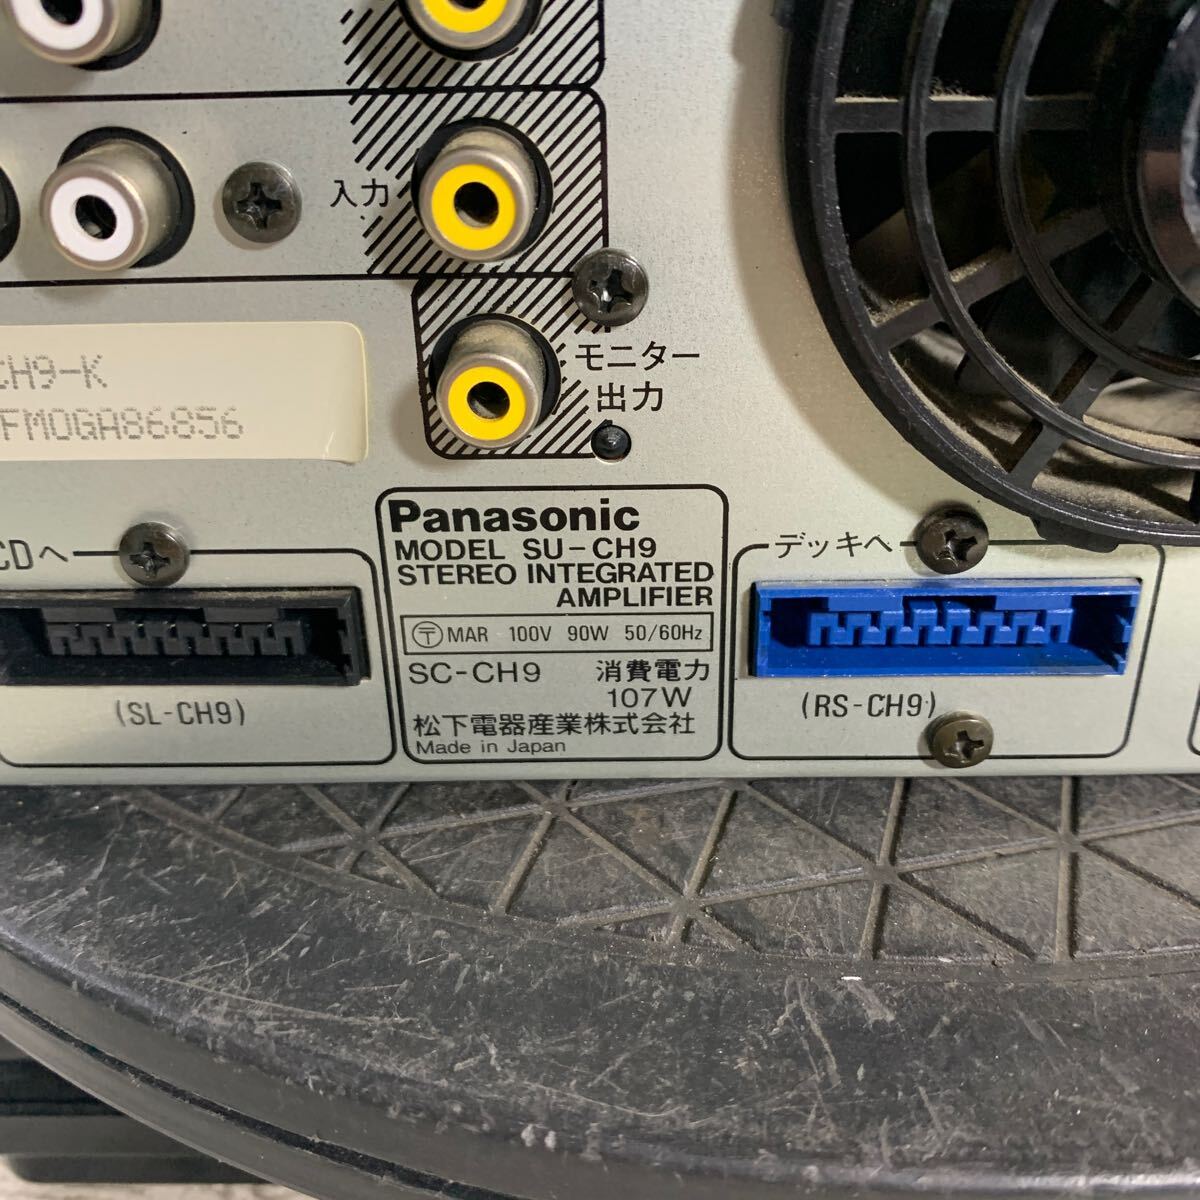 入力
モニター
出力
CH9-K
FM0GA86856
Panasonic
MODEL SU-CH9
STEREO INTEGRATED
AMPLIFIER
〒 MAR 100V 90W 50/60Hz
SC-CH9 消費電力
107W
松下電器産業株式会社
Made in Japan
CDへ
(SL-CH9)
デッキへ
(RS-CH9)